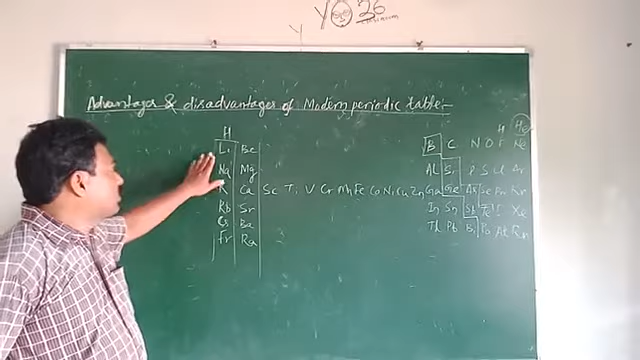 Advantages & disadvantages of Modern periodic table:-
H H He
Li Be B C N O F Ne
Na Mg Al Si P S Cl Ar
K Ca Sc Ti V Cr Mn Fe Co Ni Cu Zn Ga Ge As Se Br Kr
Rb Sr In Sn Sb Te I Xe
Cs Ba Tl Pb Bi Po At Rn
Fr Ra